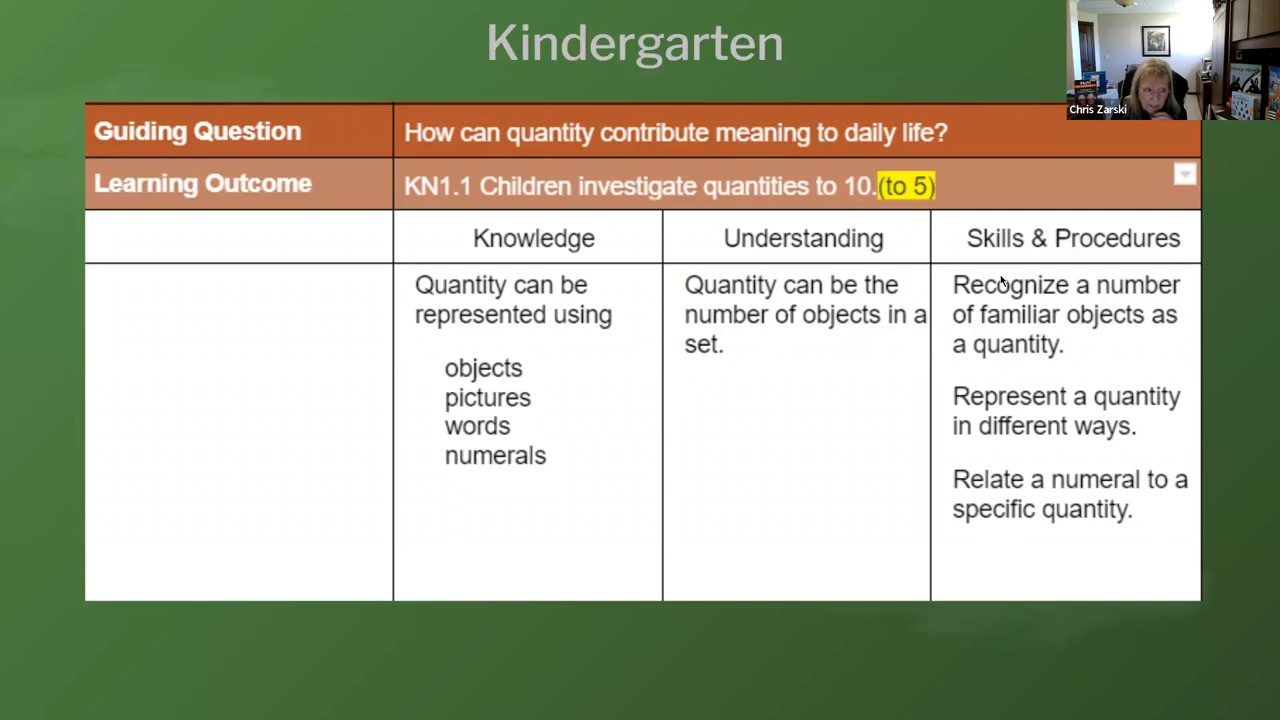 Kindergarten
Chris Zarski
Guiding Question
How can quantity contribute meaning to daily life?
Learning Outcome
KN1.1 Children investigate quantities to 10.(to 5)
Knowledge
Understanding
Skills & Procedures
Quantity can be
represented using
objects
pictures
words
numerals
Quantity can be the
number of objects in a
set.
Recognize a number
of familiar objects as
a quantity.
Represent a quantity
in different ways.
Relate a numeral to a
specific quantity.